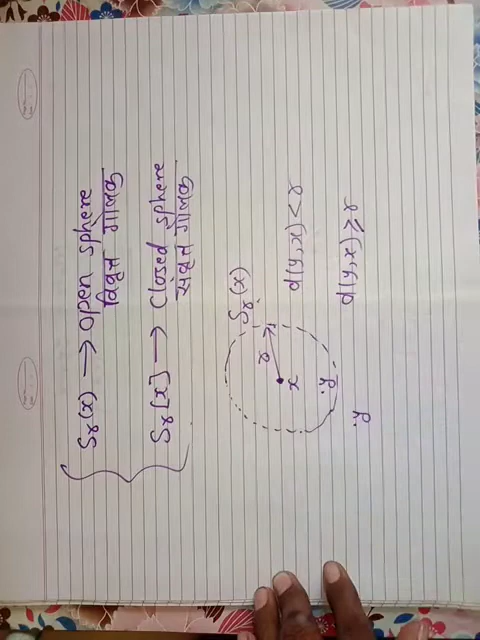 Sr(x) → open sphere
विवृत गोलक
Sr[x] → Closed sphere
संवृत गोलक
Sr(x)
r
x
d(y,x) < r
.y
d(y,x) ≥ r
.y